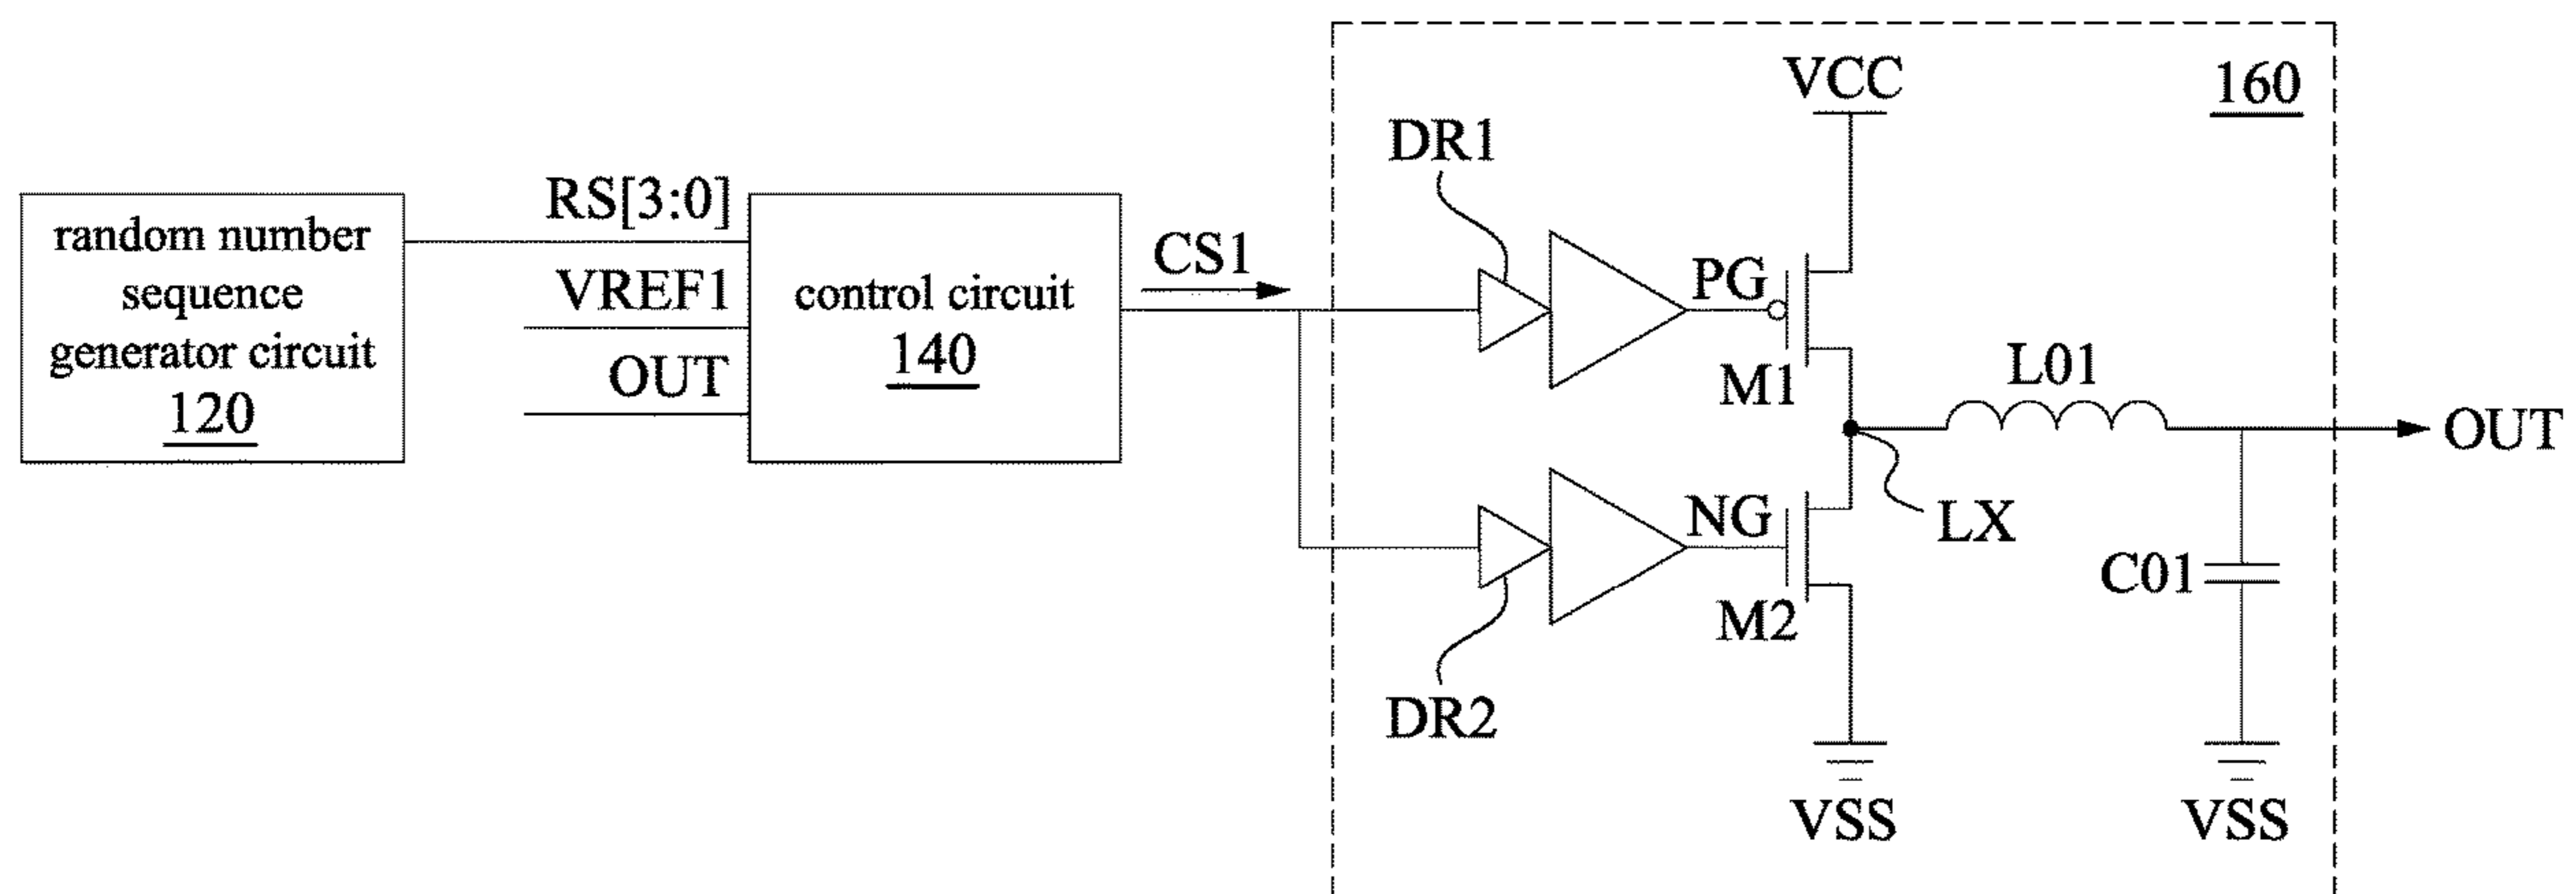 random number
sequence
generator circuit
120
RS[3:0]
VREF1
OUT
control circuit
140
CS1
160
VCC
DR1
PG
M1
L01
OUT
LX
NG
M2
DR2
C01
VSS
VSS